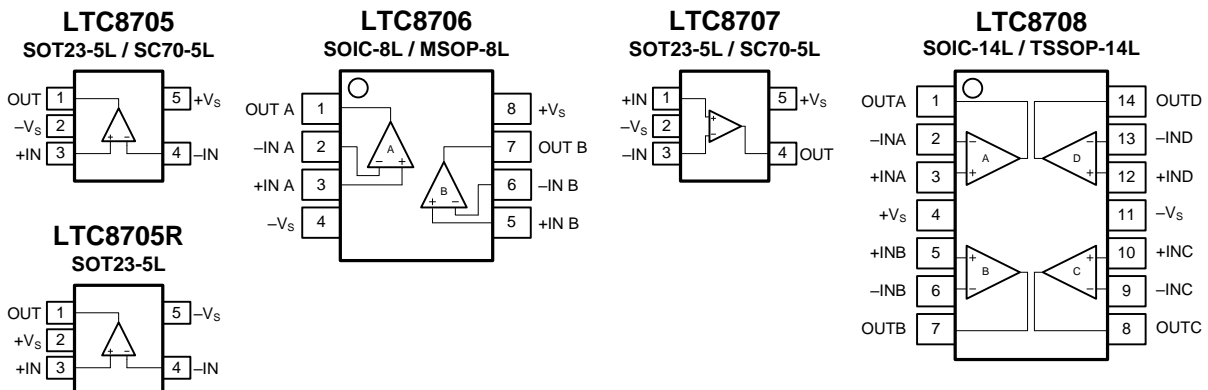 LTC8705
SOT23-5L / SC70-5L
OUT 1
–VS 2
+IN 3
5 +VS
4 –IN
+ –
LTC8705R
SOT23-5L
OUT 1
+VS 2
+IN 3
5 –VS
4 –IN
+ –
LTC8706
SOIC-8L / MSOP-8L
OUT A 1
–IN A 2
+IN A 3
–VS 4
8 +VS
7 OUT B
6 –IN B
5 +IN B
A
– +
B
+ –
LTC8707
SOT23-5L / SC70-5L
+IN 1
–VS 2
–IN 3
5 +VS
4 OUT
+
–
LTC8708
SOIC-14L / TSSOP-14L
OUTA 1
–INA 2
+INA 3
+VS 4
+INB 5
–INB 6
OUTB 7
14 OUTD
13 –IND
12 +IND
11 –VS
10 +INC
9 –INC
8 OUTC
– A +
– D +
+ B –
+ C –